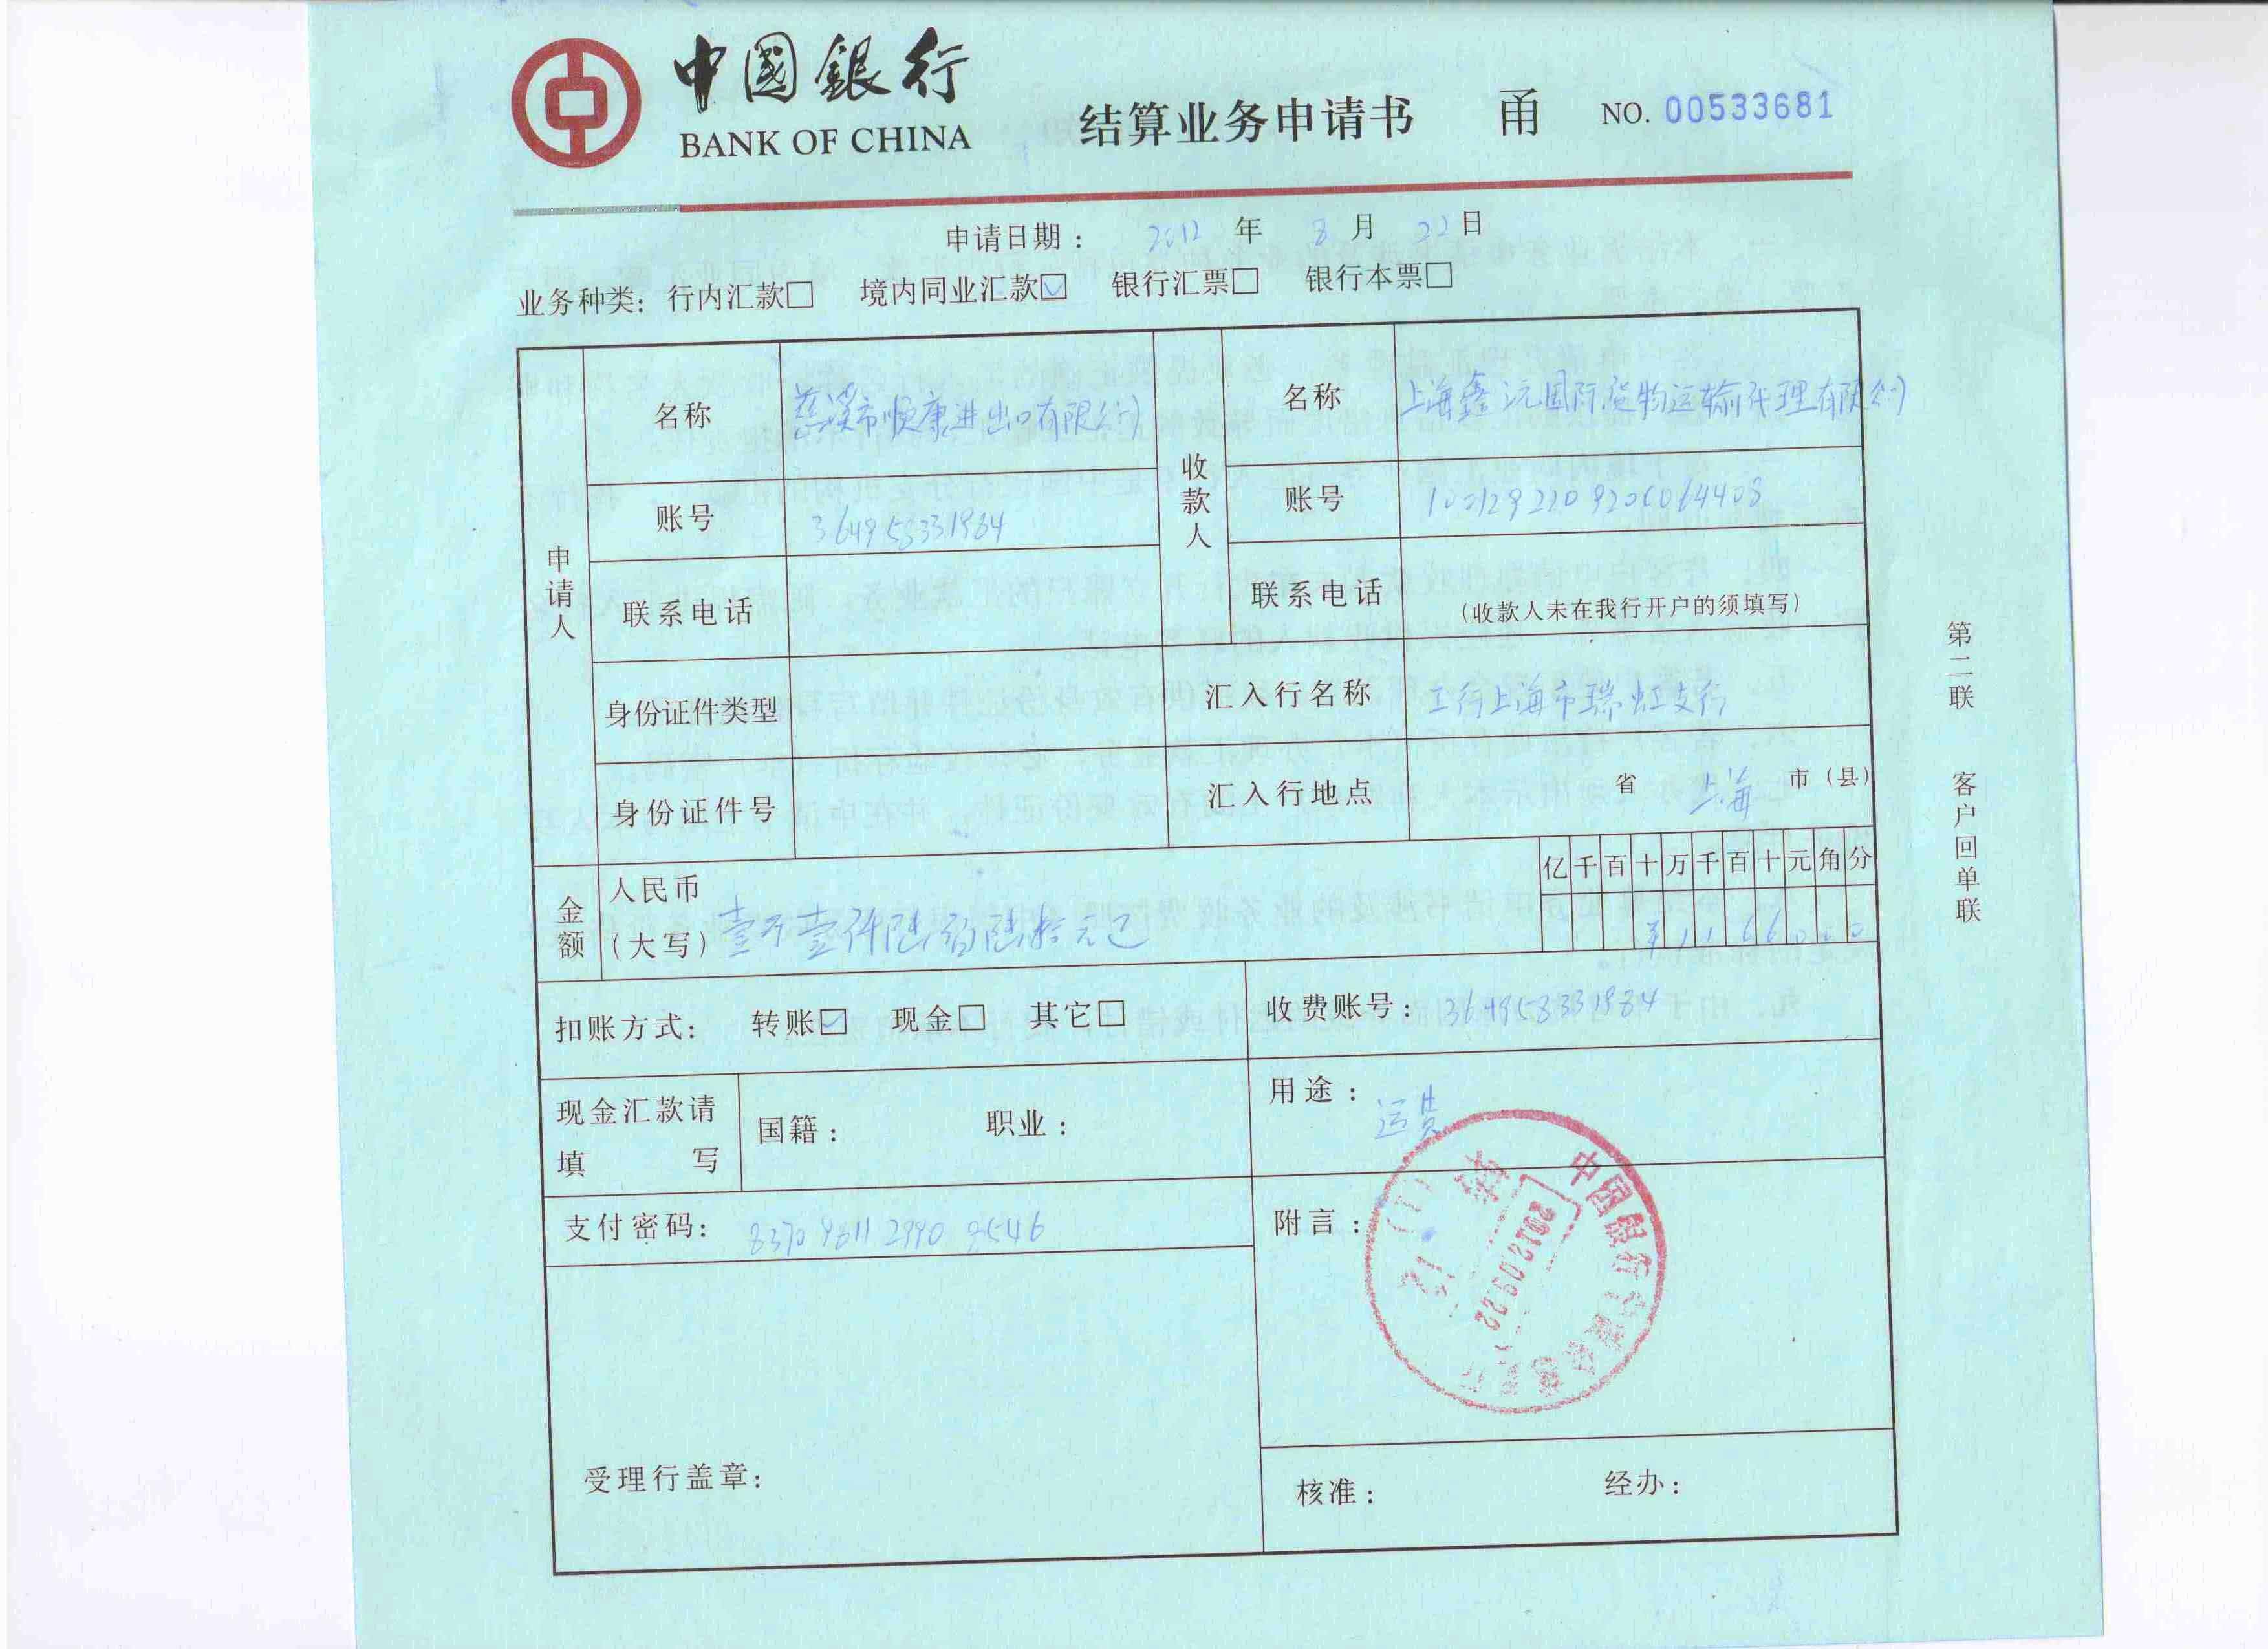 中國銀行
BANK OF CHINA
结算业务申请书 甬 NO. 00533681
申请日期： 2012 年 8 月 22 日
业务种类：行内汇款□ 境内同业汇款☑ 银行汇票□ 银行本票□
申请人
名称 慈溪市顺康进出口有限公司
账号 364958331984
联系电话
身份证件类型
身份证件号
收款人
名称 上海鑫沅国际货物运输代理有限公司
账号 1001292209206064408
联系电话 （收款人未在我行开户的须填写）
汇入行名称 工行上海市瑞虹支行
汇入行地点 省 上海 市（县）
金额 人民币（大写） 壹万壹仟陆佰陆拾元正
亿 千 百 十 万 千 百 十 元 角 分
¥ 1 1 6 6 0 0 0
扣账方式： 转账☑ 现金□ 其它□
收费账号：364958331984
现金汇款请填写
国籍： 职业：
用途： 运费
支付密码： 8370 9611 2990 9546
附言：
中国银行
2012.08.22
受理行盖章：
核准： 经办：
第二联 客户回单联